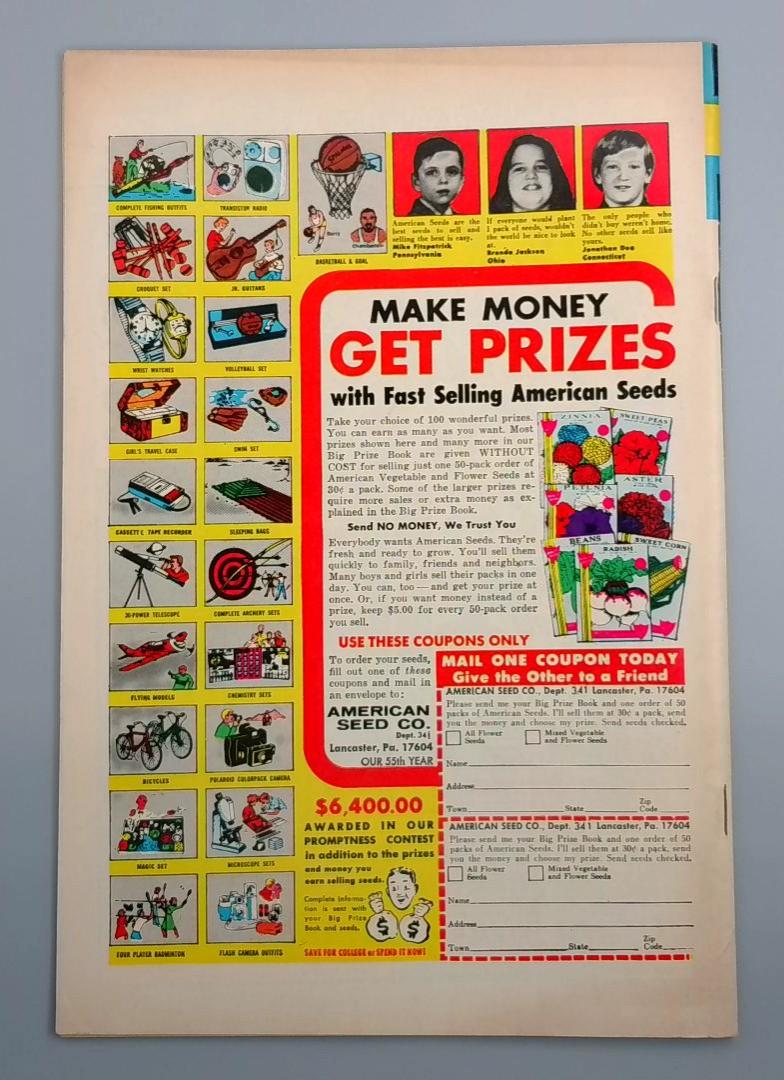 COMPLETE FISHING OUTFITS
TRANSISTOR RADIO
CROQUET SET
JR. GUITARS
WRIST WATCHES
VOLLEYBALL SET
GIRL'S TRAVEL CASE
SWIM SET
CASSETTE TAPE RECORDER
SLEEPING BAGS
30-POWER TELESCOPE
COMPLETE ARCHERY SETS
FLYING MODELS
CHEMISTRY SETS
BICYCLES
POLAROID COLORPACK CAMERA
MAGIC SET
MICROSCOPE SETS
FOUR PLAYER BADMINTON
FLASH CAMERA OUTFITS
SPALDING
Barry
Chamberlain
BASKETBALL & GOAL
American Seeds are the
best seeds to sell and
selling the best is easy.
Mike Fitzpatrick
Pennsylvania
If everyone would plant
1 pack of seeds, wouldn't
the world be nice to look
at.
Brenda Jackson
Ohio
The only people who
didn't buy weren't home.
No other seeds sell like
yours.
Jonathan Doe
Connecticut
MAKE MONEY
GET PRIZES
with Fast Selling American Seeds
Take your choice of 100 wonderful prizes.
You can earn as many as you want. Most
prizes shown here and many more in our
Big Prize Book are given WITHOUT
COST for selling just one 50-pack order of
American Vegetable and Flower Seeds at
30¢ a pack. Some of the larger prizes re-
quire more sales or extra money as ex-
plained in the Big Prize Book.
Send NO MONEY, We Trust You
Everybody wants American Seeds. They're
fresh and ready to grow. You'll sell them
quickly to family, friends and neighbors.
Many boys and girls sell their packs in one
day. You can, too — and get your prize at
once. Or, if you want money instead of a
prize, keep $5.00 for every 50-pack order
you sell.
ZINNIA
SWEET PEAS
PETUNIA
ASTER
BEANS
RADISH
SWEET CORN
USE THESE COUPONS ONLY
To order your seeds,
fill out one of these
coupons and mail in
an envelope to:
AMERICAN
SEED CO.
Dept. 341
Lancaster, Pa. 17604
OUR 55th YEAR
$6,400.00
AWARDED IN OUR
PROMPTNESS CONTEST
in addition to the prizes
and money you
earn selling seeds.
Complete informa-
tion is sent with
your Big Prize
Book and seeds.
$ $
SAVE FOR COLLEGE or SPEND IT NOW!
MAIL ONE COUPON TODAY
Give the Other to a Friend
AMERICAN SEED CO., Dept. 341 Lancaster, Pa. 17604
Please send me your Big Prize Book and one order of 50
packs of American Seeds. I'll sell them at 30¢ a pack, send
you the money and choose my prize. Send seeds checked.
All Flower
Seeds
Mixed Vegetable
and Flower Seeds
Name
Address
Town State Zip
Code
AMERICAN SEED CO., Dept. 341 Lancaster, Pa. 17604
Please send me your Big Prize Book and one order of 50
packs of American Seeds. I'll sell them at 30¢ a pack, send
you the money and choose my prize. Send seeds checked.
All Flower
Seeds
Mixed Vegetable
and Flower Seeds
Name
Address
Town State Zip
Code